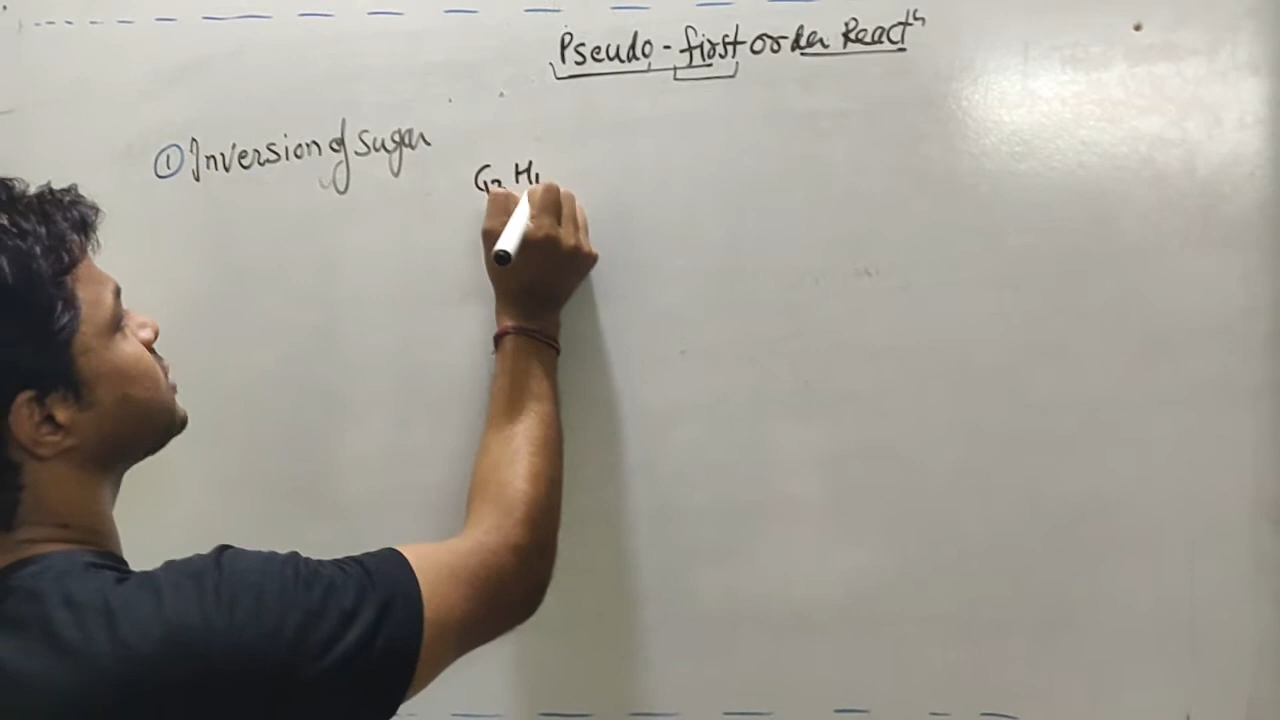 Pseudo-first order Reactn
① Inversion of sugar
C12 H1